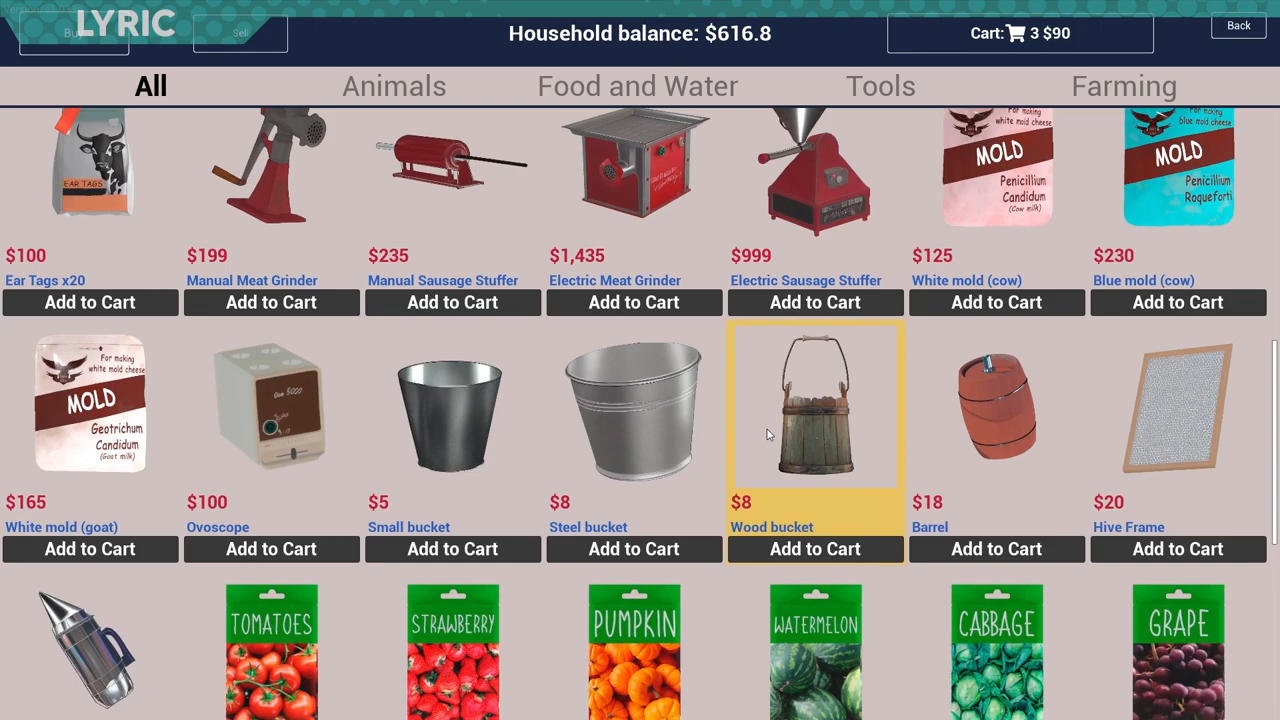 LYRIC
Sell
Household balance: $616.8
Cart: 3 $90
Back
All
Animals
Food and Water
Tools
Farming
EAR TAGS
For making
white mold cheese
MOLD
Penicillium
Candidum
(Cow milk)
For making
blue mold cheese
MOLD
Penicillium
Roqueforti
$100
$199
$235
$1,435
$999
$125
$230
Ear Tags x20
Manual Meat Grinder
Manual Sausage Stuffer
Electric Meat Grinder
Electric Sausage Stuffer
White mold (cow)
Blue mold (cow)
Add to Cart
Add to Cart
Add to Cart
Add to Cart
Add to Cart
Add to Cart
Add to Cart
For making
white mold cheese
MOLD
Geotrichum
Candidum
(Goat milk)
$165
$100
$5
$8
$8
$18
$20
White mold (goat)
Ovoscope
Small bucket
Steel bucket
Wood bucket
Barrel
Hive Frame
Add to Cart
Add to Cart
Add to Cart
Add to Cart
Add to Cart
Add to Cart
Add to Cart
TOMATOES
STRAWBERRY
PUMPKIN
WATERMELON
CABBAGE
GRAPE